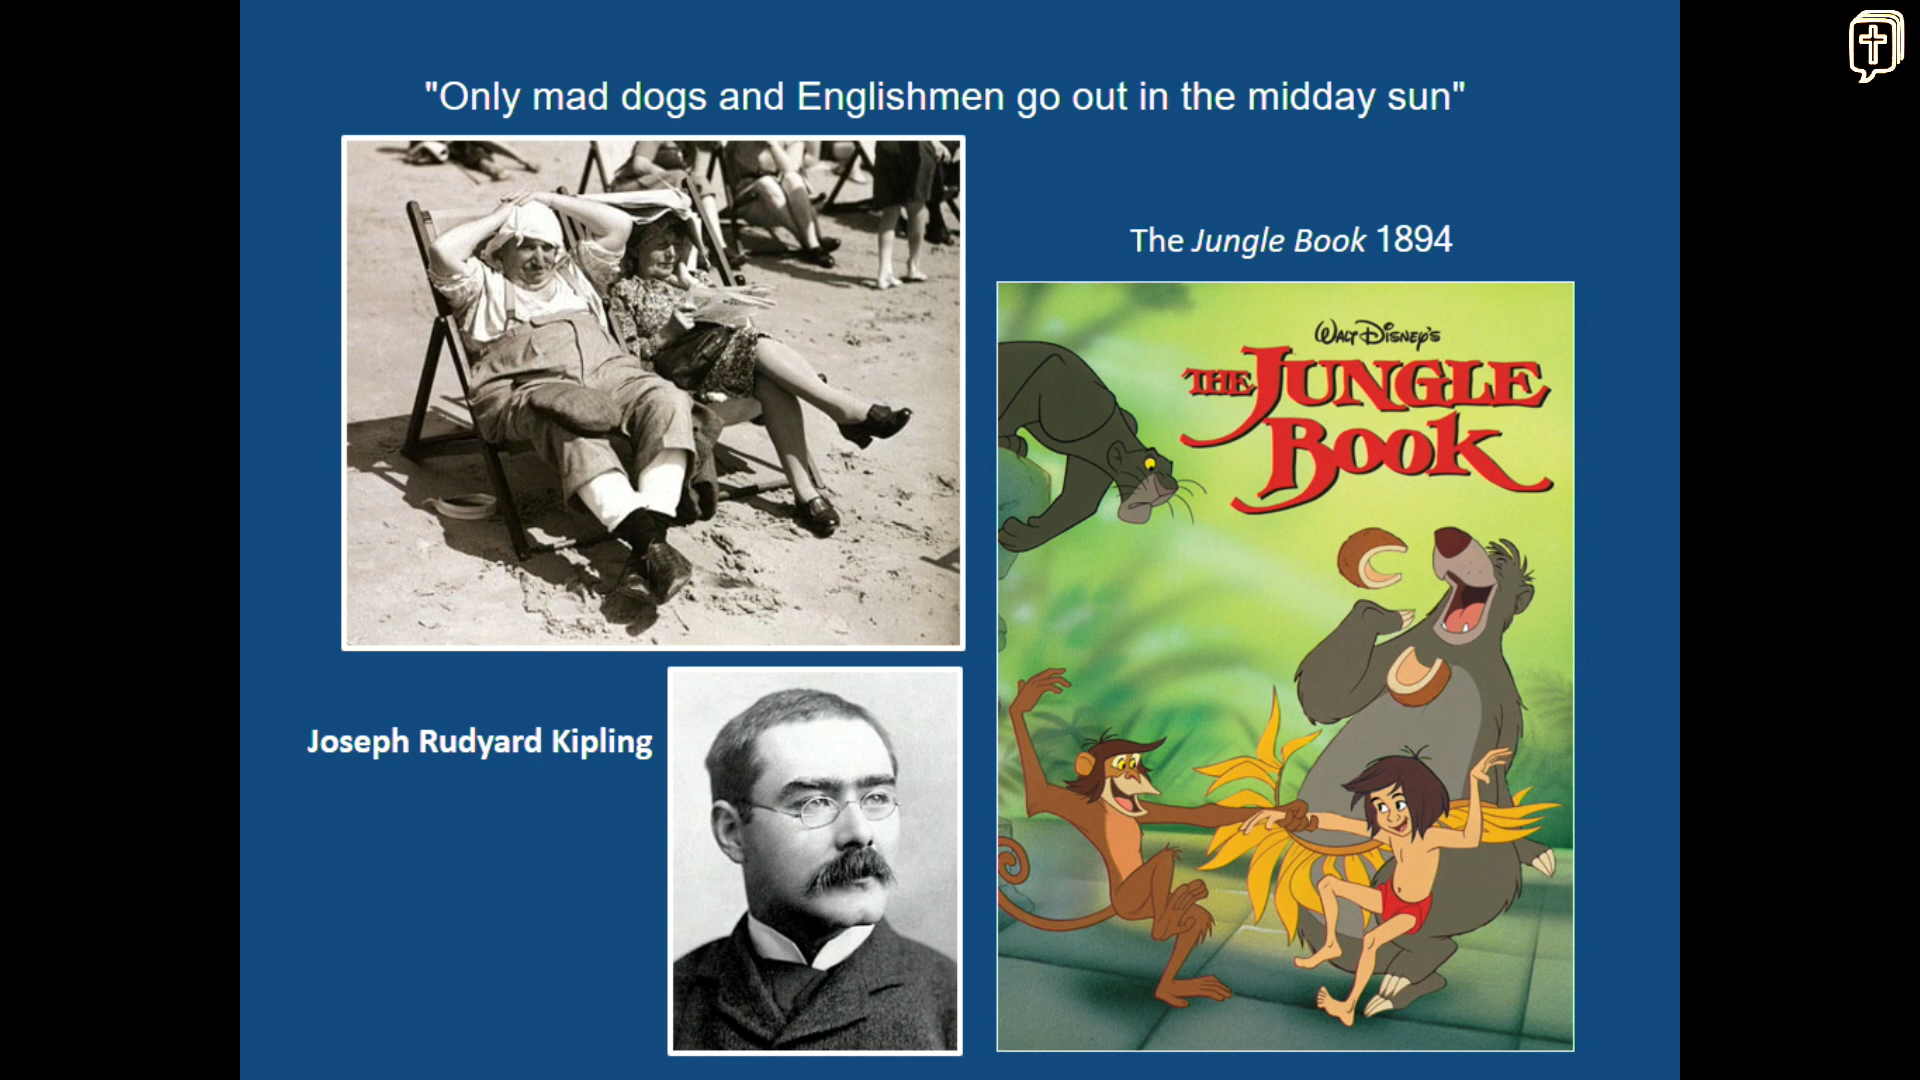 "Only mad dogs and Englishmen go out in the midday sun"
The Jungle Book 1894
WALT DISNEY'S
THE JUNGLE
BOOK
Joseph Rudyard Kipling